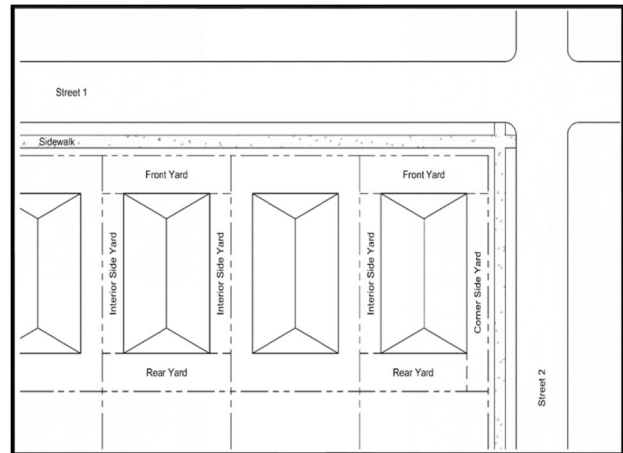 Street 1
Sidewalk
Front Yard
Front Yard
Interior Side Yard
Interior Side Yard
Interior Side Yard
Corner Side Yard
Rear Yard
Rear Yard
Street 2